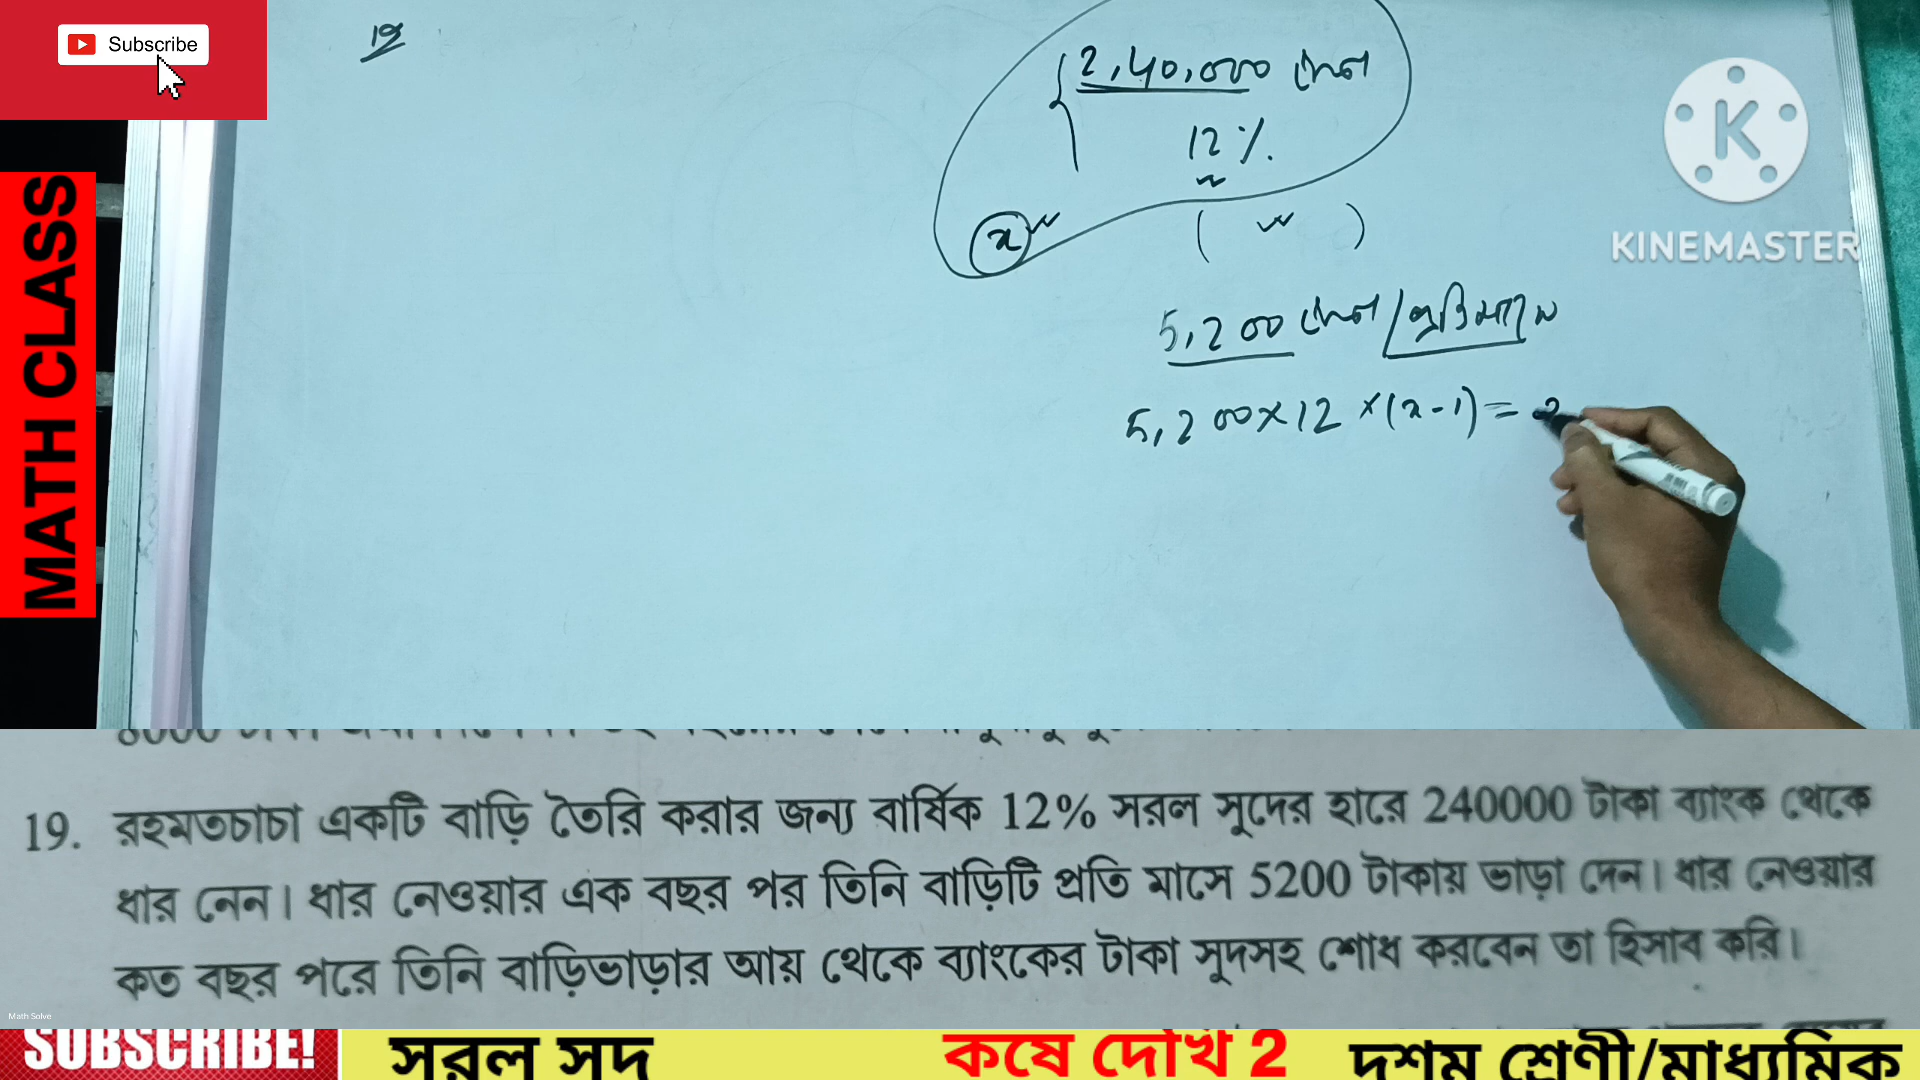 Subscribe
19
2,40,000 টাকা
12%.
x
( )
5,200 টাকা/প্রতিমাসে
5,200×12×(x-1)=2
K
KINEMASTER
MATH CLASS
19. রহমতচাচা একটি বাড়ি তৈরি করার জন্য বার্ষিক 12% সরল সুদের হারে 240000 টাকা ব্যাংক থেকে
ধার নেন। ধার নেওয়ার এক বছর পর তিনি বাড়িটি প্রতি মাসে 5200 টাকায় ভাড়া দেন। ধার নেওয়ার
কত বছর পরে তিনি বাড়িভাড়ার আয় থেকে ব্যাংকের টাকা সুদসহ শোধ করবেন তা হিসাব করি।
Math Solve
SUBSCRIBE!
সরল সুদ
কষে দেখি 2
দশম শ্রেণী/মাধ্যমিক